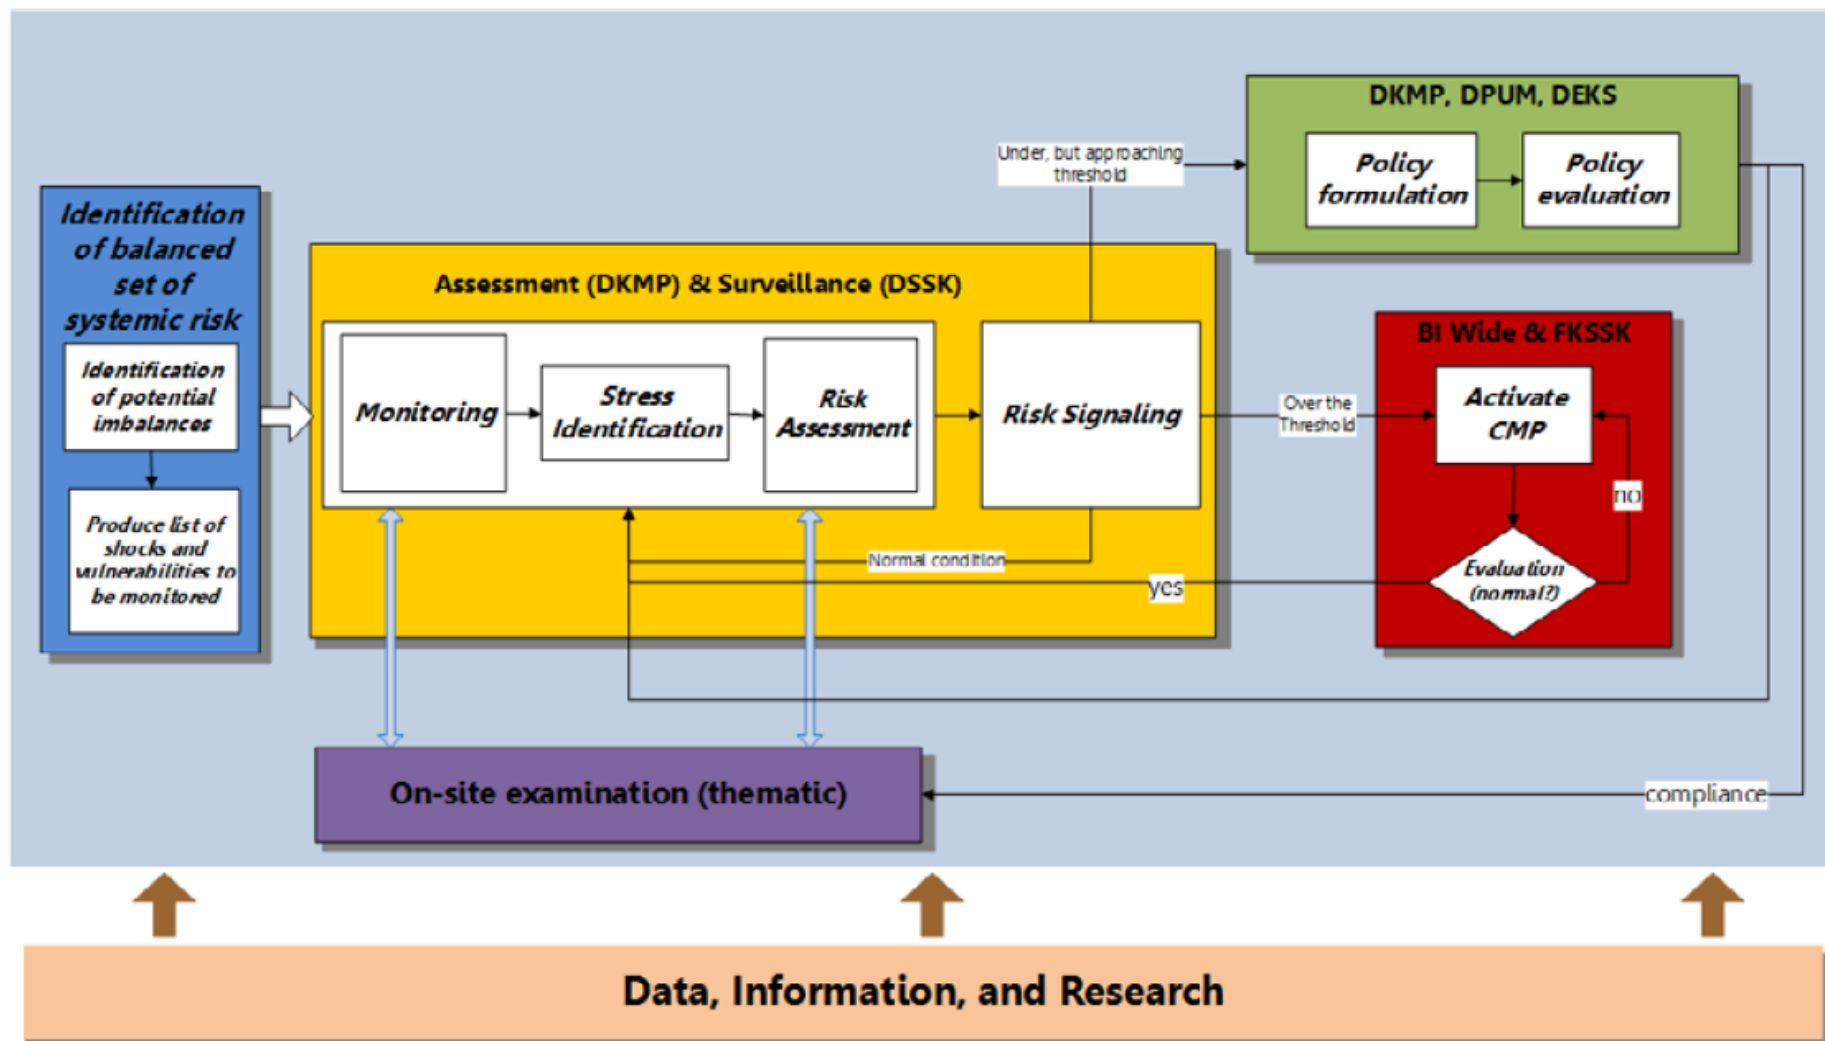 DKMP, DPUM, DEKS
Policy
formulation
Policy
evaluation
Under, but approaching
threshold
Identification
of balanced
set of
systemic risk
Identification
of potential
imbalances
Produce list of
shocks and
vulnerabilities to
be monitored
Assessment (DKMP) & Surveillance (DSSK)
Monitoring
Stress
Identification
Risk
Assessment
Risk Signaling
Normal condition
yes
Over the
Threshold
BI Wide & FKSSK
Activate
CMP
no
Evaluation
(normal?)
On-site examination (thematic)
compliance
Data, Information, and Research